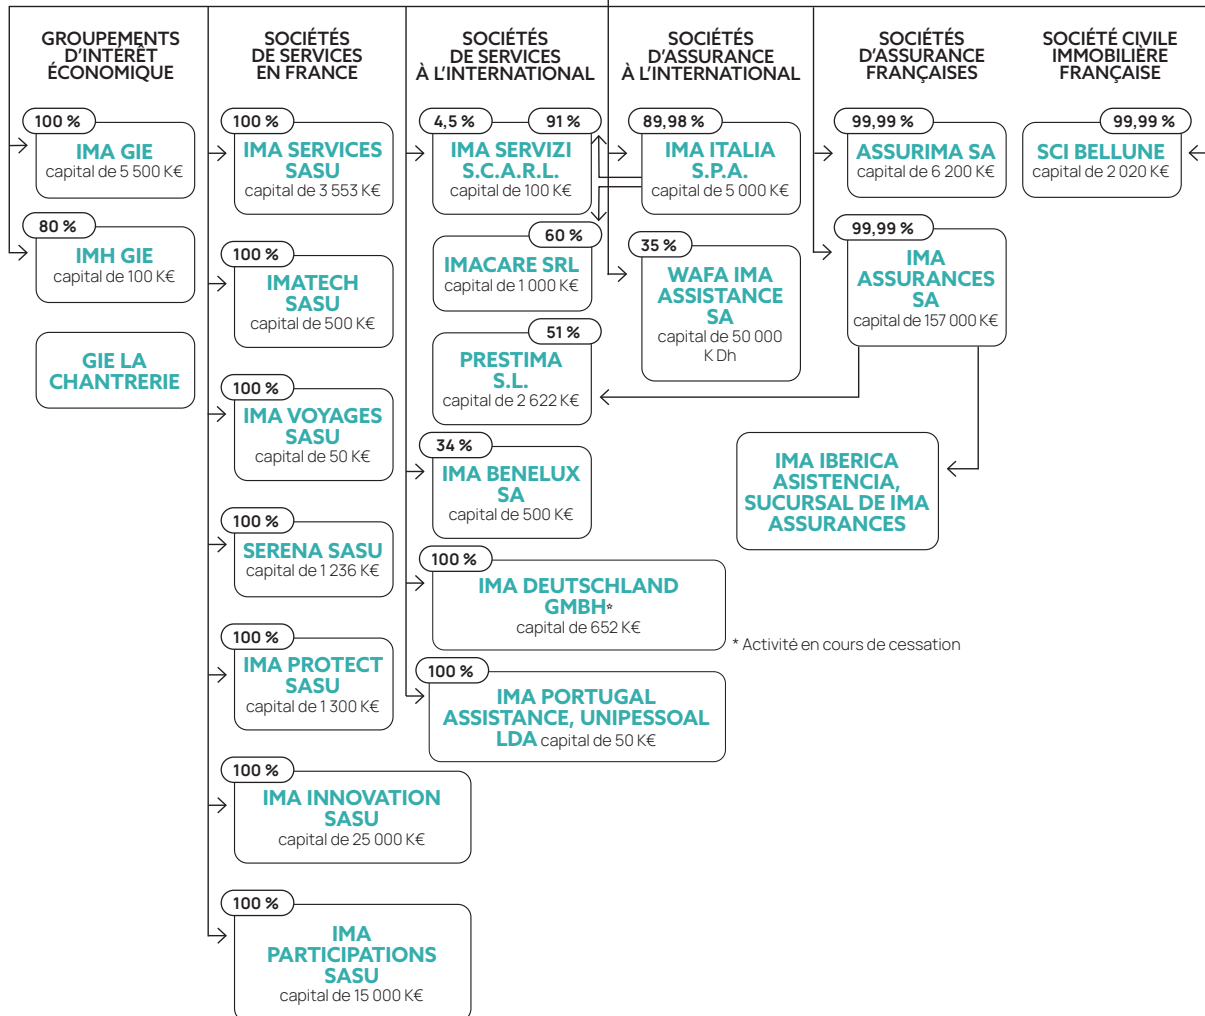 GROUPEMENTS
D'INTÉRÊT
ÉCONOMIQUE
100 %
IMA GIE
capital de 5 500 K€
80 %
IMH GIE
capital de 100 K€
GIE LA
CHANTRERIE
SOCIÉTÉS
DE SERVICES
EN FRANCE
100 %
IMA SERVICES
SASU
capital de 3 553 K€
100 %
IMATECH
SASU
capital de 500 K€
100 %
IMA VOYAGES
SASU
capital de 50 K€
100 %
SERENA SASU
capital de 1 236 K€
100 %
IMA PROTECT
SASU
capital de 1 300 K€
100 %
IMA INNOVATION
SASU
capital de 25 000 K€
100 %
IMA
PARTICIPATIONS
SASU
capital de 15 000 K€
SOCIÉTÉS
DE SERVICES
À L'INTERNATIONAL
4,5 % 91 %
IMA SERVIZI
S.C.A.R.L.
capital de 100 K€
60 %
IMACARE SRL
capital de 1 000 K€
51 %
PRESTIMA
S.L.
capital de 2 622 K€
34 %
IMA BENELUX
SA
capital de 500 K€
100 %
IMA DEUTSCHLAND
GMBH*
capital de 652 K€
* Activité en cours de cessation
100 %
IMA PORTUGAL
ASSISTANCE, UNIPESSOAL
LDA capital de 50 K€
SOCIÉTÉS
D'ASSURANCE
À L'INTERNATIONAL
89,98 %
IMA ITALIA
S.P.A.
capital de 5 000 K€
35 %
WAFA IMA
ASSISTANCE
SA
capital de 50 000
K Dh
SOCIÉTÉS
D'ASSURANCE
FRANÇAISES
99,99 %
ASSURIMA SA
capital de 6 200 K€
99,99 %
IMA
ASSURANCES
SA
capital de 157 000 K€
IMA IBERICA
ASISTENCIA,
SUCURSAL DE IMA
ASSURANCES
SOCIÉTÉ CIVILE
IMMOBILIÈRE
FRANÇAISE
99,99 %
SCI BELLUNE
capital de 2 020 K€